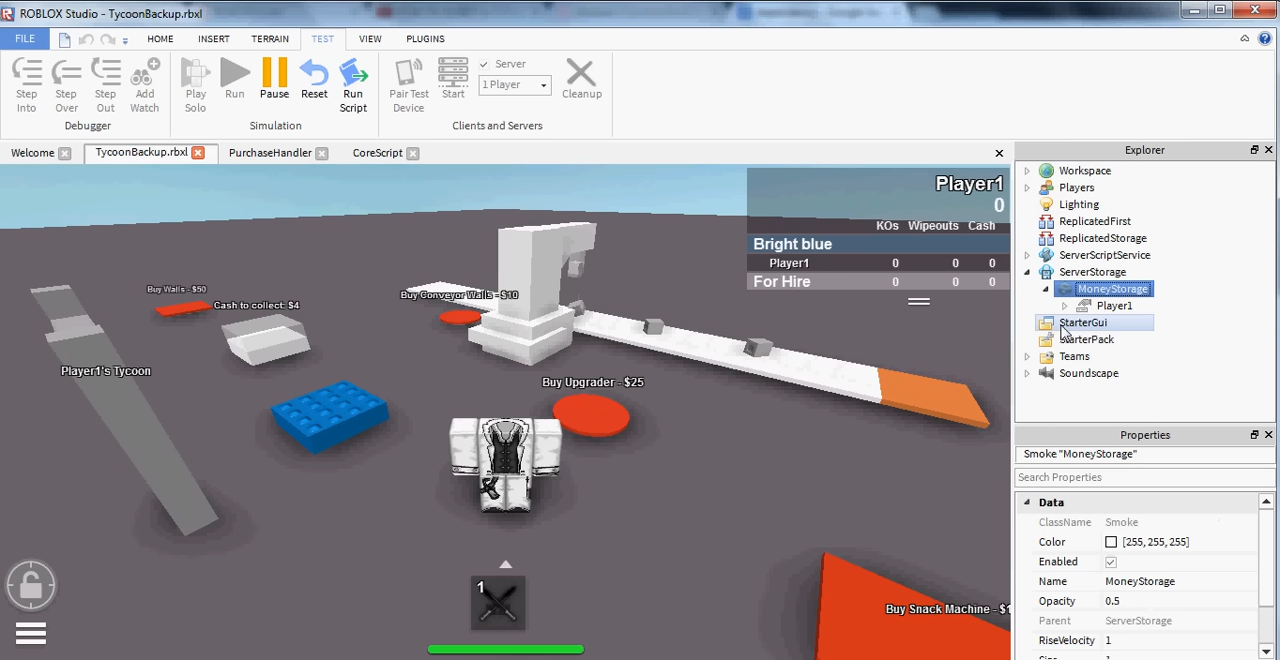 ROBLOX Studio - TycoonBackup.rbxl
FILE
HOME
INSERT
TERRAIN
TEST
VIEW
PLUGINS
Step Into
Step Over
Step Out
Add Watch
Debugger
Play Solo
Run
Pause
Reset
Run Script
Simulation
Pair Test Device
Start
Server
1 Player
Cleanup
Clients and Servers
Welcome
TycoonBackup.rbxl
PurchaseHandler
CoreScript
Player1
0
KOs Wipeouts Cash
Bright blue
Player1 0 0 0
For Hire 0 0 0
Buy Walls - $50
Cash to collect: $4
Buy Conveyor Walls - $10
Player1's Tycoon
Buy Upgrader - $25
Buy Snack Machine - $1
1
Explorer
Workspace
Players
Lighting
ReplicatedFirst
ReplicatedStorage
ServerScriptService
ServerStorage
MoneyStorage
Player1
StarterGui
StarterPack
Teams
Soundscape
Properties
Smoke "MoneyStorage"
Search Properties
Data
ClassName Smoke
Color [255, 255, 255]
Enabled
Name MoneyStorage
Opacity 0.5
Parent ServerStorage
RiseVelocity 1